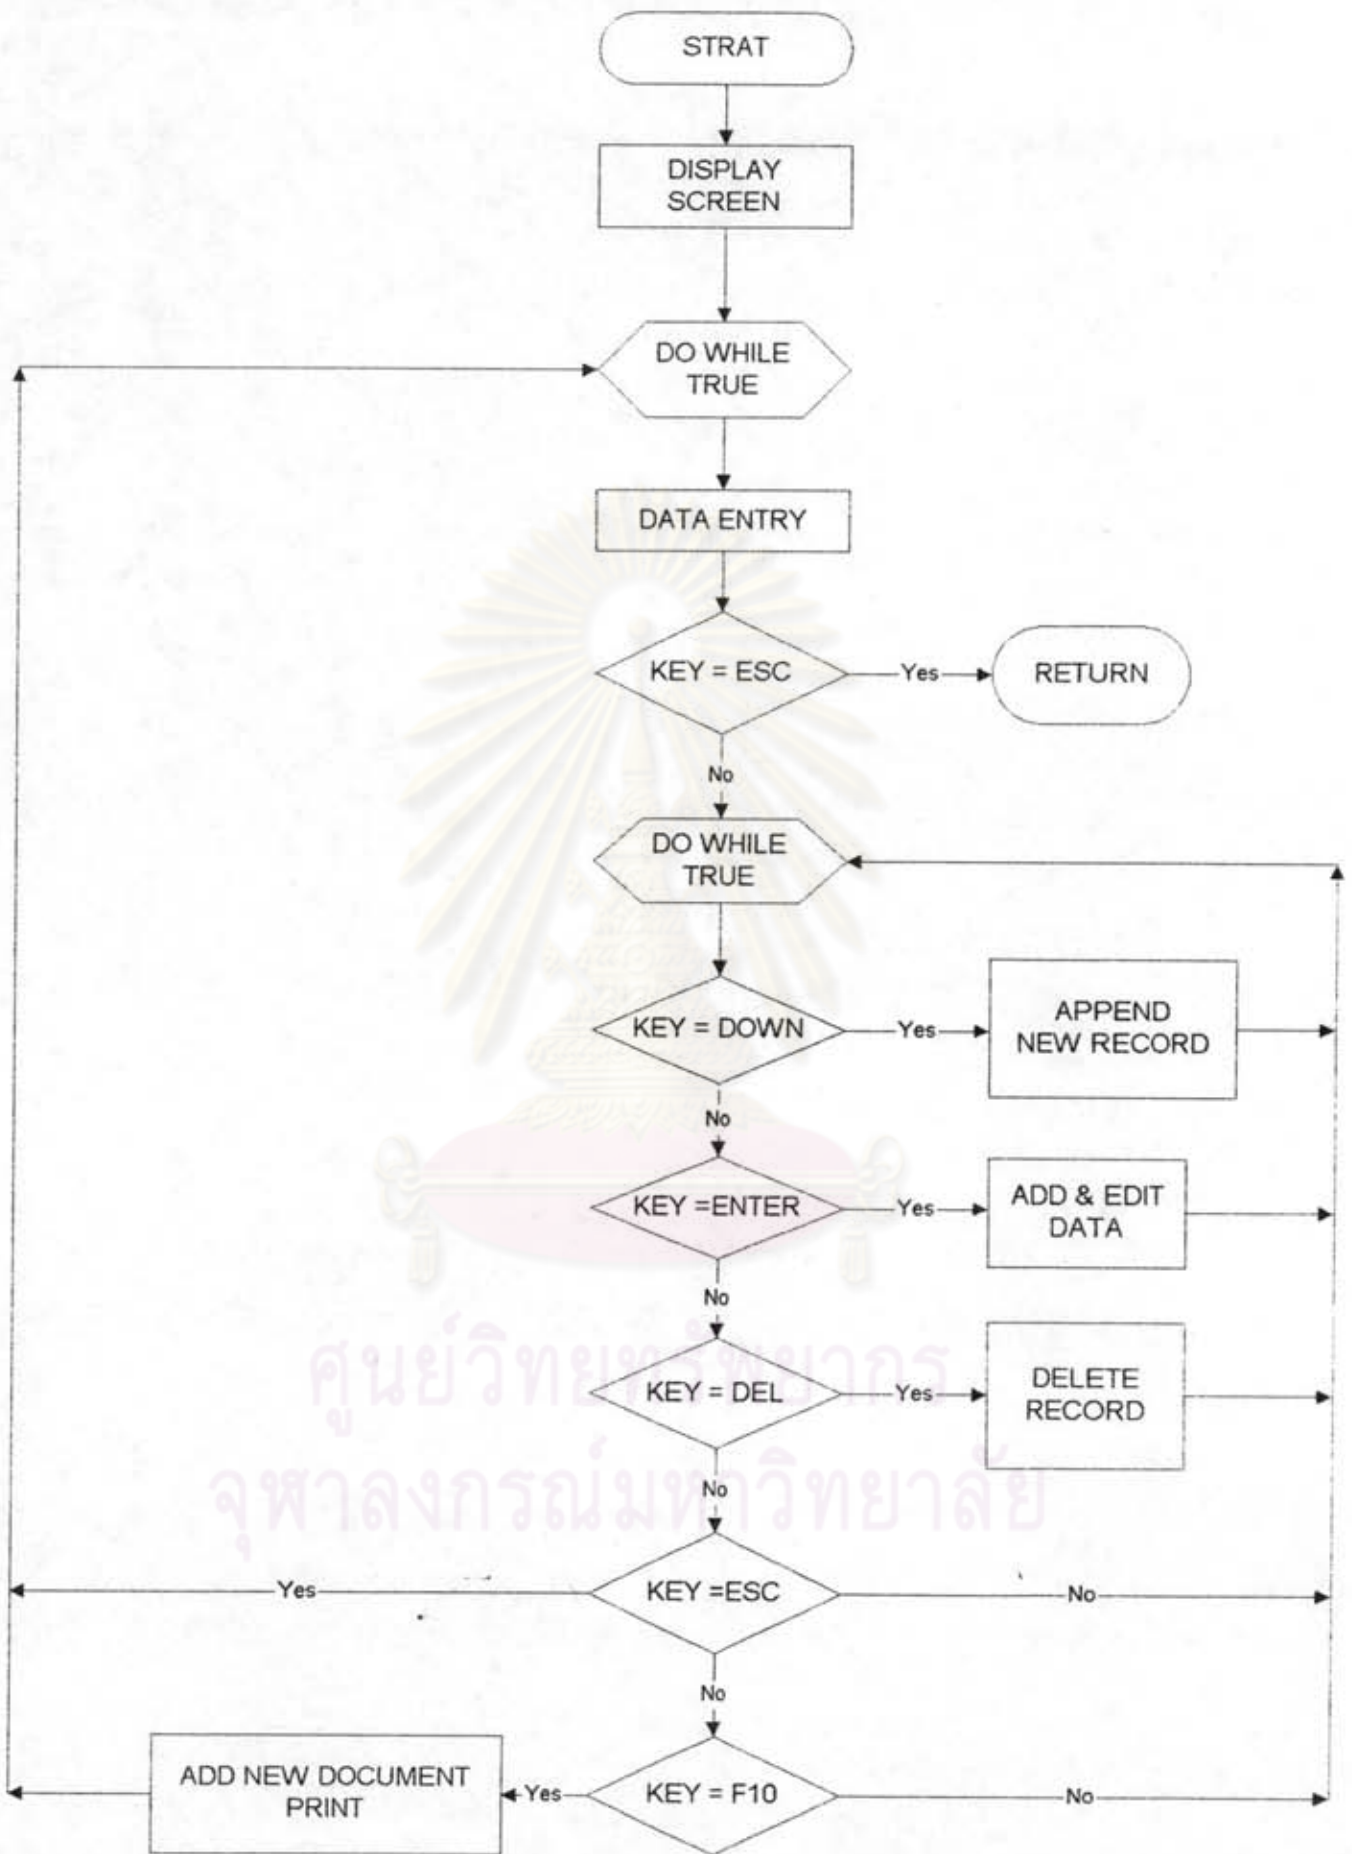 STRAT
DISPLAY
SCREEN
DO WHILE
TRUE
DATA ENTRY
KEY = ESC
Yes
RETURN
No
DO WHILE
TRUE
KEY = DOWN
Yes
APPEND
NEW RECORD
No
KEY =ENTER
Yes
ADD & EDIT
DATA
No
KEY = DEL
Yes
DELETE
RECORD
No
Yes
KEY =ESC
No
No
ADD NEW DOCUMENT
PRINT
Yes
KEY = F10
No
ศูนย์วิทยทรัพยากร
จุฬาลงกรณ์มหาวิทยาลัย